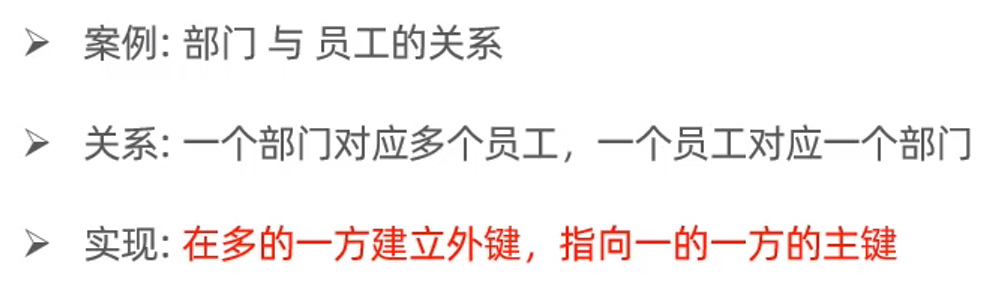 ➢ 案例: 部门 与 员工的关系
➢ 关系: 一个部门对应多个员工，一个员工对应一个部门
➢ 实现: 在多的一方建立外键，指向一的一方的主键